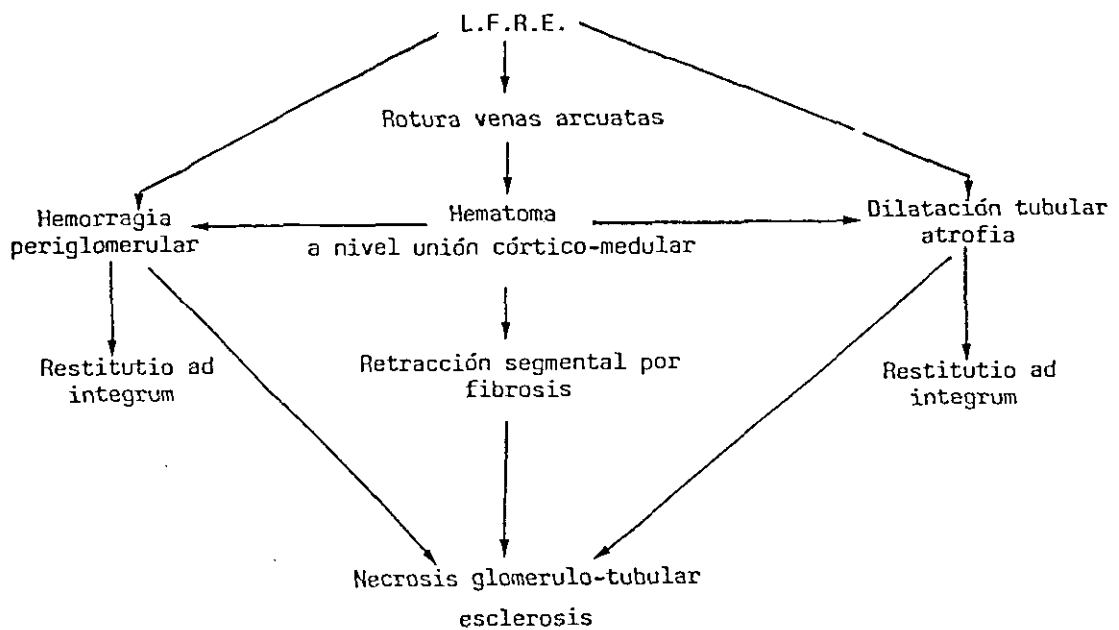 L.F.R.E.
Rotura venas arcuatas
Hemorragia
periglomerular
Hematoma
a nivel unión córtico-medular
Dilatación tubular
atrofia
Restitutio ad
integrum
Retracción segmental por
fibrosis
Restitutio ad
integrum
Necrosis glomerulo-tubular
esclerosis